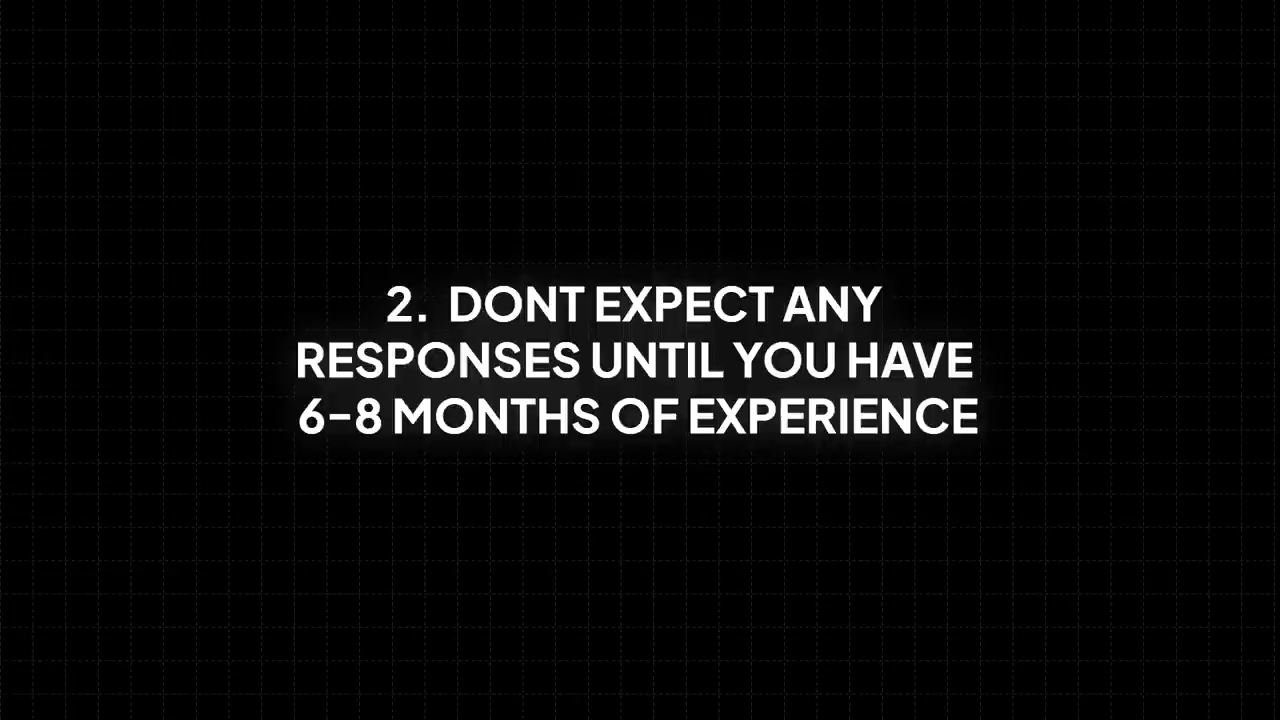 2. DONT EXPECT ANY
RESPONSES UNTIL YOU HAVE
6-8 MONTHS OF EXPERIENCE